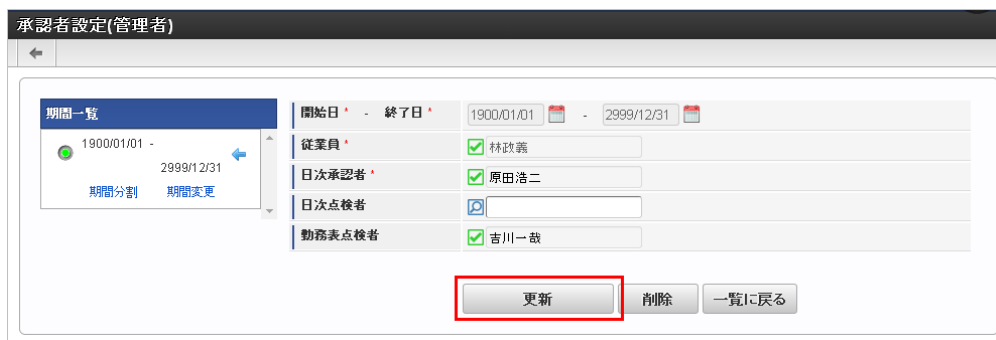 承認者設定(管理者)
期間一覧
1900/01/01 -
2999/12/31
期間分割 期間変更
開始日* - 終了日* 1900/01/01 - 2999/12/31
従業員* 林政義
日次承認者* 原田浩二
日次点検者
勤務表点検者 吉川一哉
更新 削除 一覧に戻る